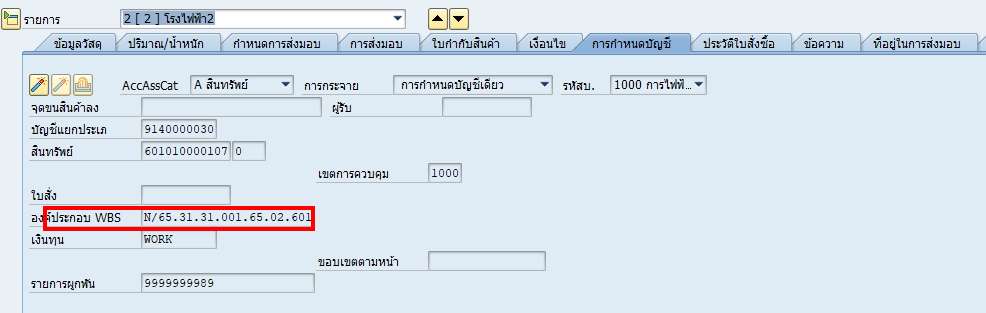 รายการ 2 [ 2 ] โรงไฟฟ้า2
ข้อมูลวัสดุ ปริมาณ/น้ำหนัก กำหนดการส่งมอบ การส่งมอบ ใบกำกับสินค้า เงื่อนไข การกำหนดบัญชี ประวัติใบสั่งซื้อ ข้อความ ที่อยู่ในการส่งมอบ
AccAssCat A สินทรัพย์ การกระจาย การกำหนดบัญชีเดียว รหัสบ. 1000 การไฟฟ้...
จุดขนสินค้าลง ผู้รับ
บัญชีแยกประเภ 9140000030
สินทรัพย์ 601010000107 0
เขตการควบคุม 1000
ใบสั่ง
องค์ประกอบ WBS N/65.31.31.001.65.02.601
เงินทุน WORK
ขอบเขตตามหน้า
รายการผูกพัน 9999999989